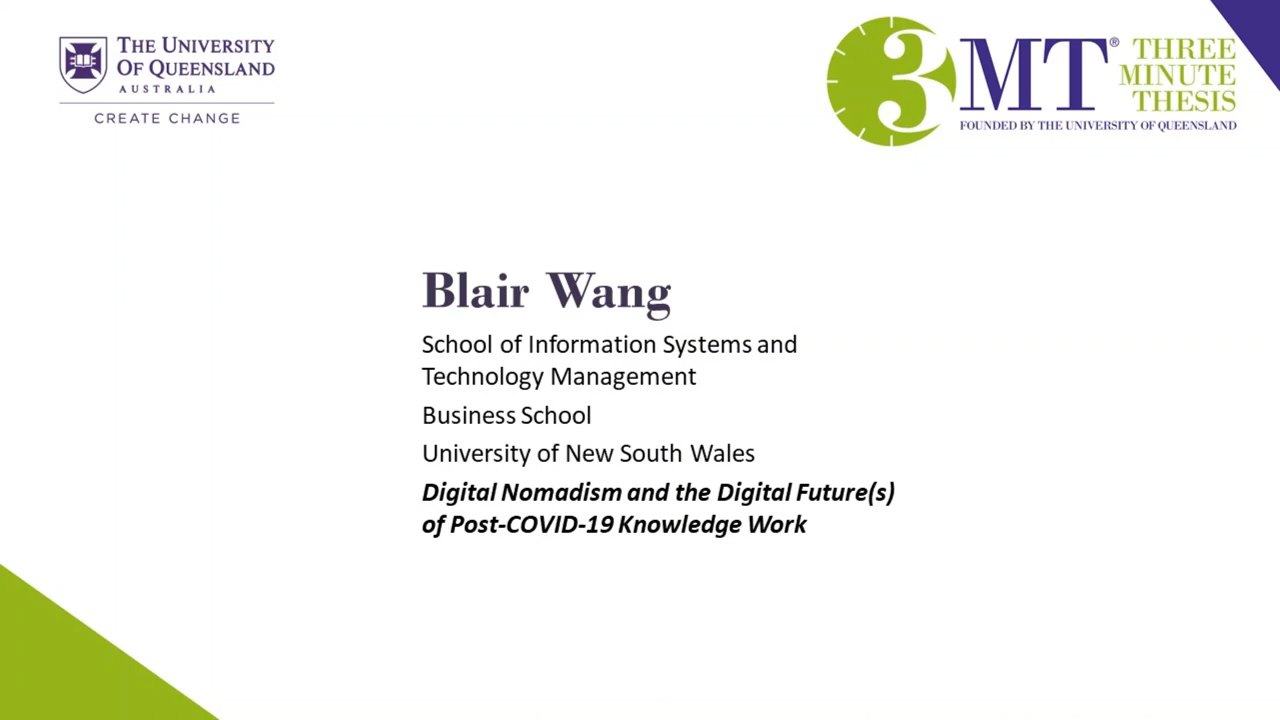 THE UNIVERSITY
OF QUEENSLAND
AUSTRALIA
CREATE CHANGE
3MT® THREE
MINUTE
THESIS
FOUNDED BY THE UNIVERSITY OF QUEENSLAND
Blair Wang
School of Information Systems and
Technology Management
Business School
University of New South Wales
Digital Nomadism and the Digital Future(s)
of Post-COVID-19 Knowledge Work